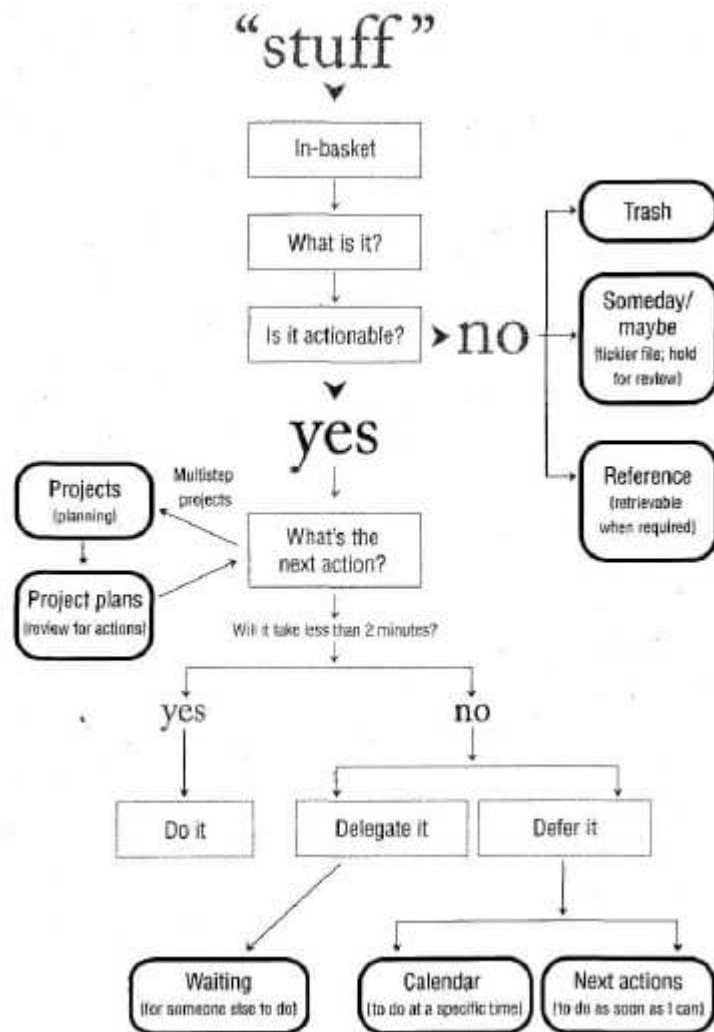 “stuff”
In-basket
What is it?
Is it actionable?
no
Trash
Someday/
maybe
(tickler file; hold
for review)
Reference
(retrievable
when required)
yes
Multistep
projects
Projects
(planning)
Project plans
(review for actions)
What's the
next action?
Will it take less than 2 minutes?
yes
no
Do it
Delegate it
Defer it
Waiting
(for someone else to do)
Calendar
(to do at a specific time)
Next actions
(to do as soon as I can)